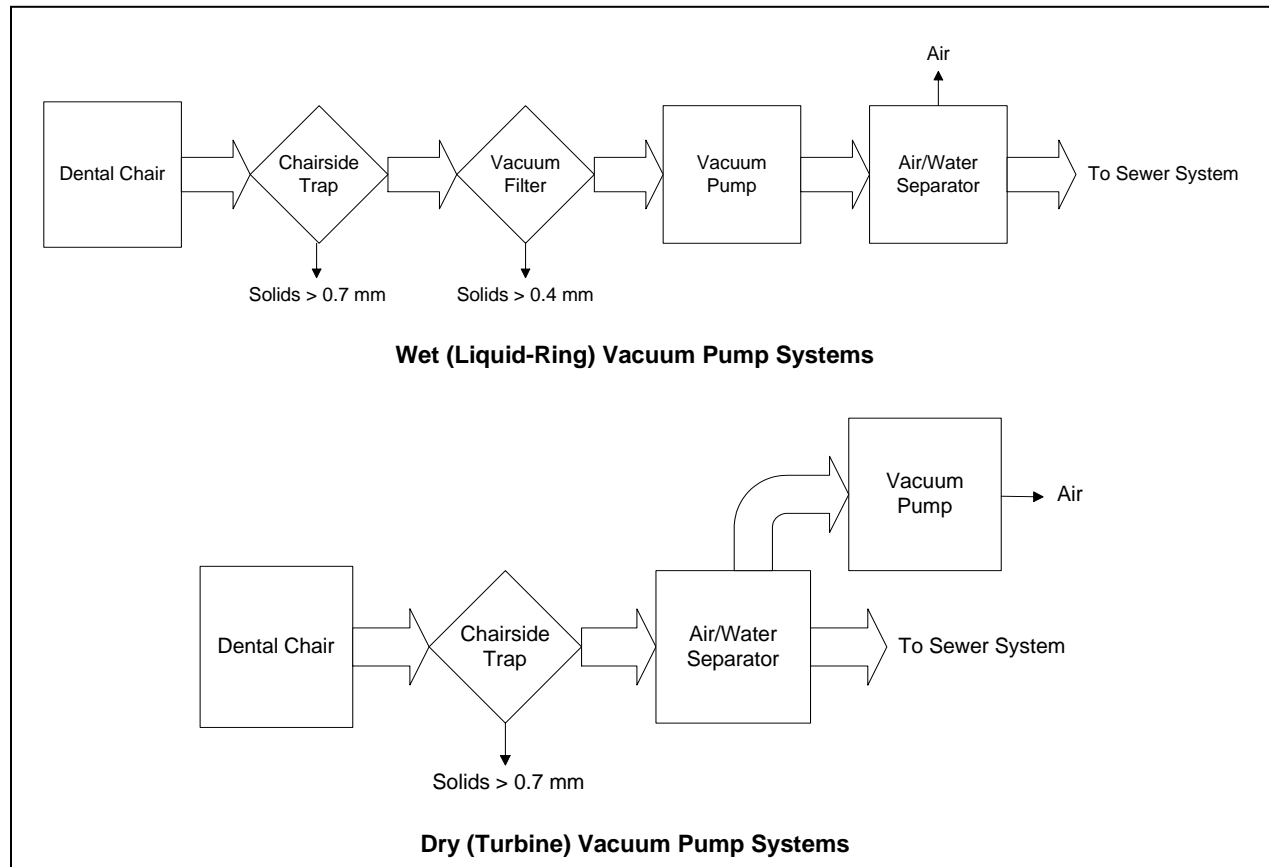 Air
Dental Chair
Chairside
Trap
Vacuum
Filter
Vacuum
Pump
Air/Water
Separator
To Sewer System
Solids > 0.7 mm
Solids > 0.4 mm
Wet (Liquid-Ring) Vacuum Pump Systems
Vacuum
Pump
Air
Dental Chair
Chairside
Trap
Air/Water
Separator
To Sewer System
Solids > 0.7 mm
Dry (Turbine) Vacuum Pump Systems